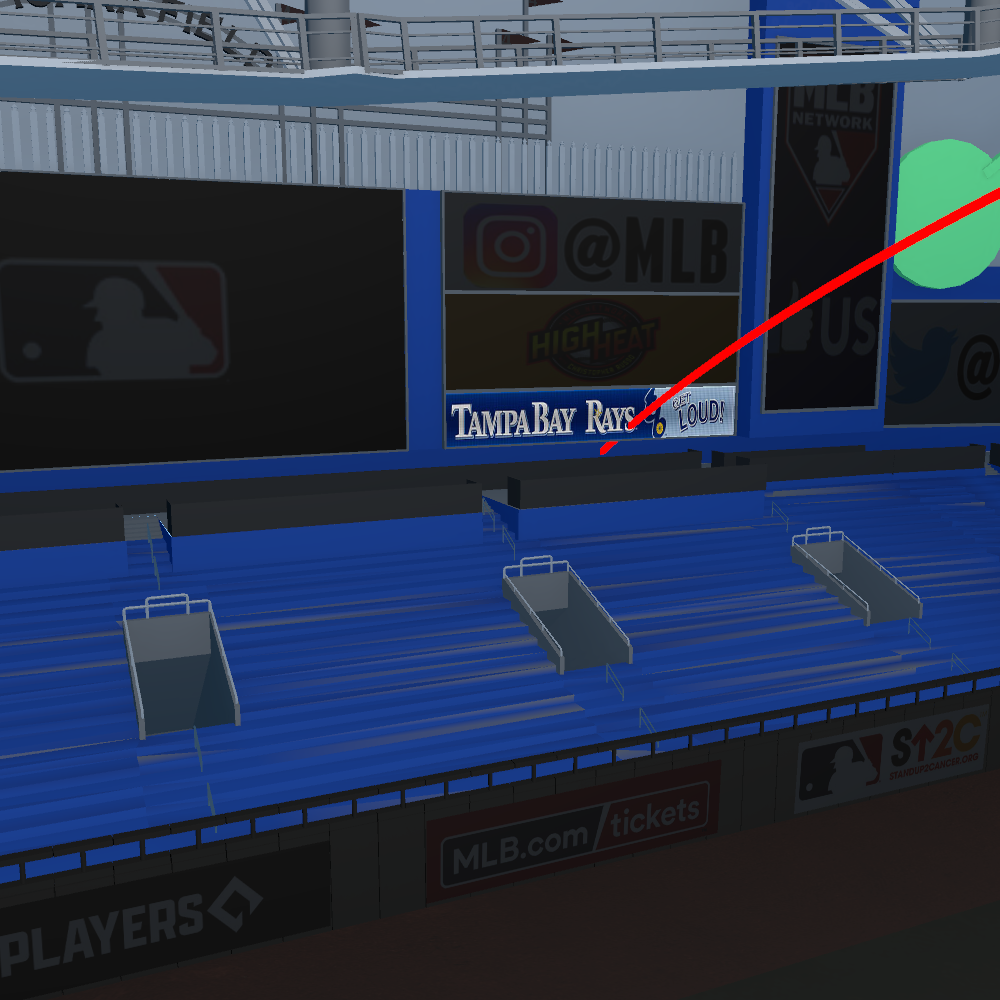 MLB
NETWORK
@MLB
HIGH HEAT
TAMPA BAY RAYS
GET
LOUD!
US
@
S↑2C
STANDUP2CANCER.ORG
MLB.com/tickets
PLAYERS